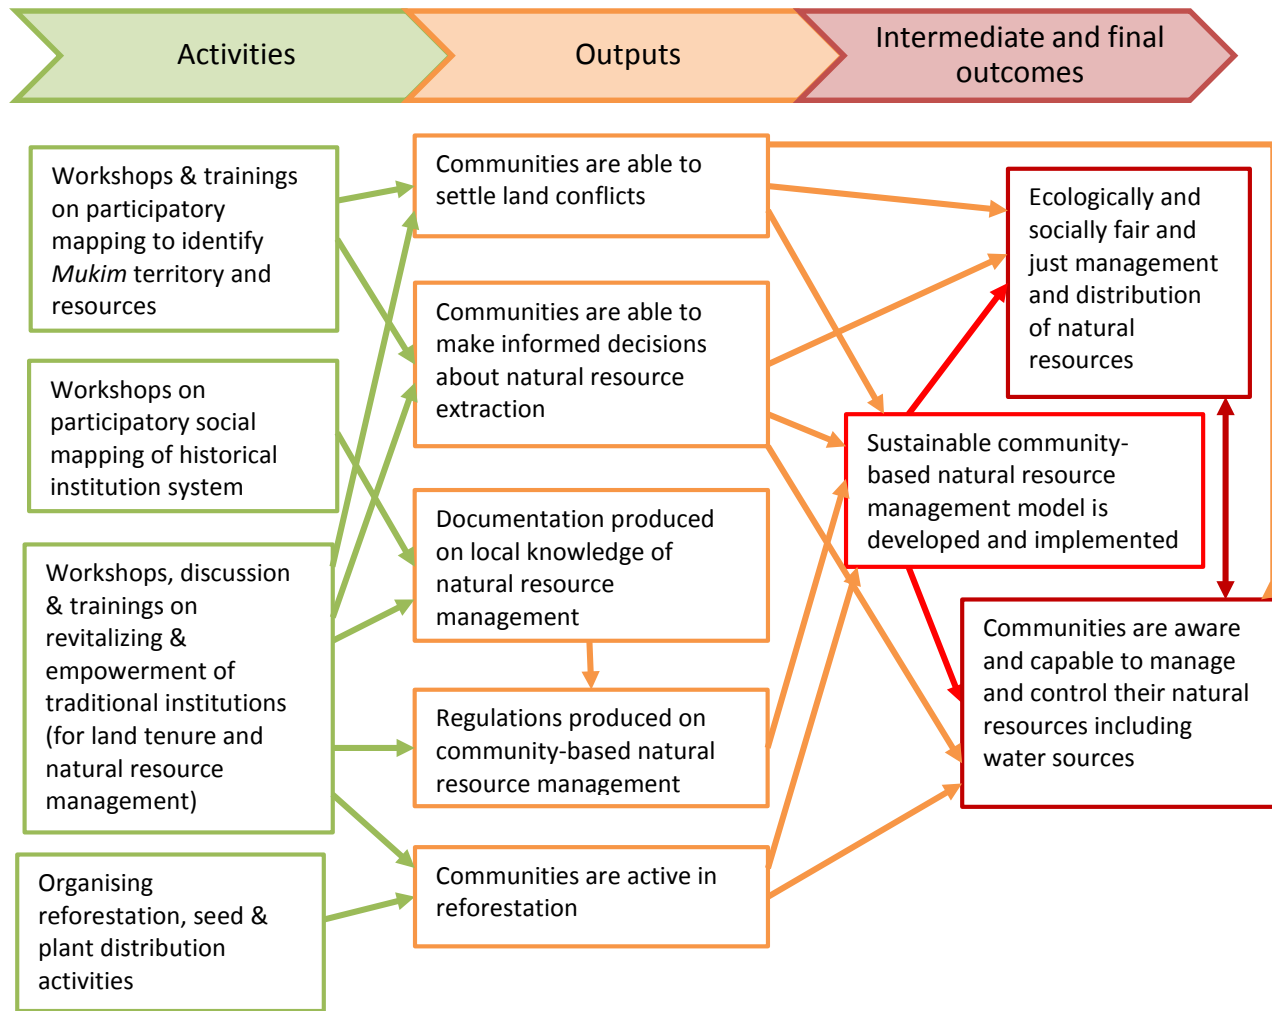 Activities
Outputs
Intermediate and final
outcomes
Workshops & trainings
on participatory
mapping to identify
Mukim territory and
resources
Workshops on
participatory social
mapping of historical
institution system
Workshops, discussion
& trainings on
revitalizing &
empowerment of
traditional institutions
(for land tenure and
natural resource
management)
Organising
reforestation, seed &
plant distribution
activities
Communities are able to
settle land conflicts
Communities are able to
make informed decisions
about natural resource
extraction
Documentation produced
on local knowledge of
natural resource
management
Regulations produced on
community-based natural
resource management
Communities are active in
reforestation
Ecologically and
socially fair and
just management
and distribution
of natural
resources
Sustainable community-
based natural resource
management model is
developed and implemented
Communities are aware
and capable to manage
and control their natural
resources including
water sources